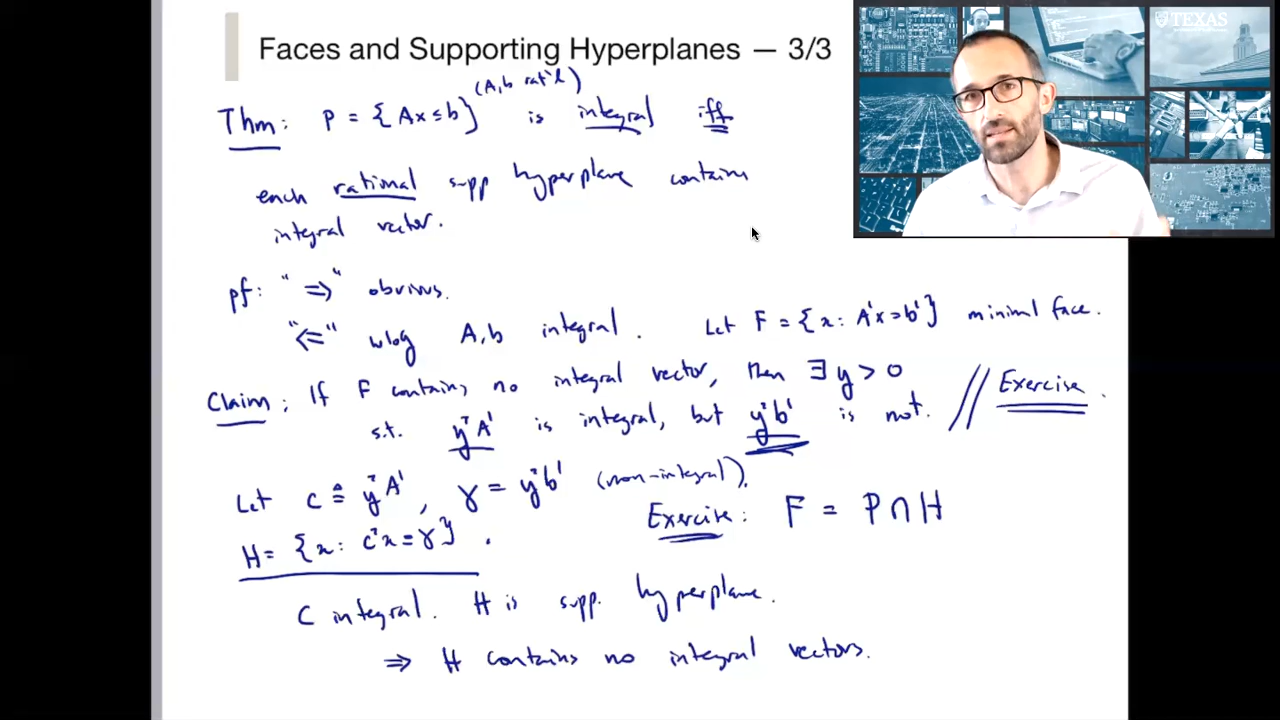 Faces and Supporting Hyperplanes — 3/3
TEXAS
(A,b rat'l)
Thm: P = {Ax ≤ b} is integral iff
each rational supp hyperplane contains
integral vector.
pf: "⇒" obvious.
"⇐" wlog A,b integral. Let F = {x: A'x = b'} minimal face.
Claim: If F contains no integral vector, then ∃ y > 0
s.t. yᵀA' is integral, but yᵀb' is not. // Exercise.
Let c ≜ yᵀA', γ = yᵀb' (non-integral).
H = {x: cᵀx = γ}. Exercise: F = P ∩ H
C integral. H is supp. hyperplane.
⇒ H contains no integral vectors.